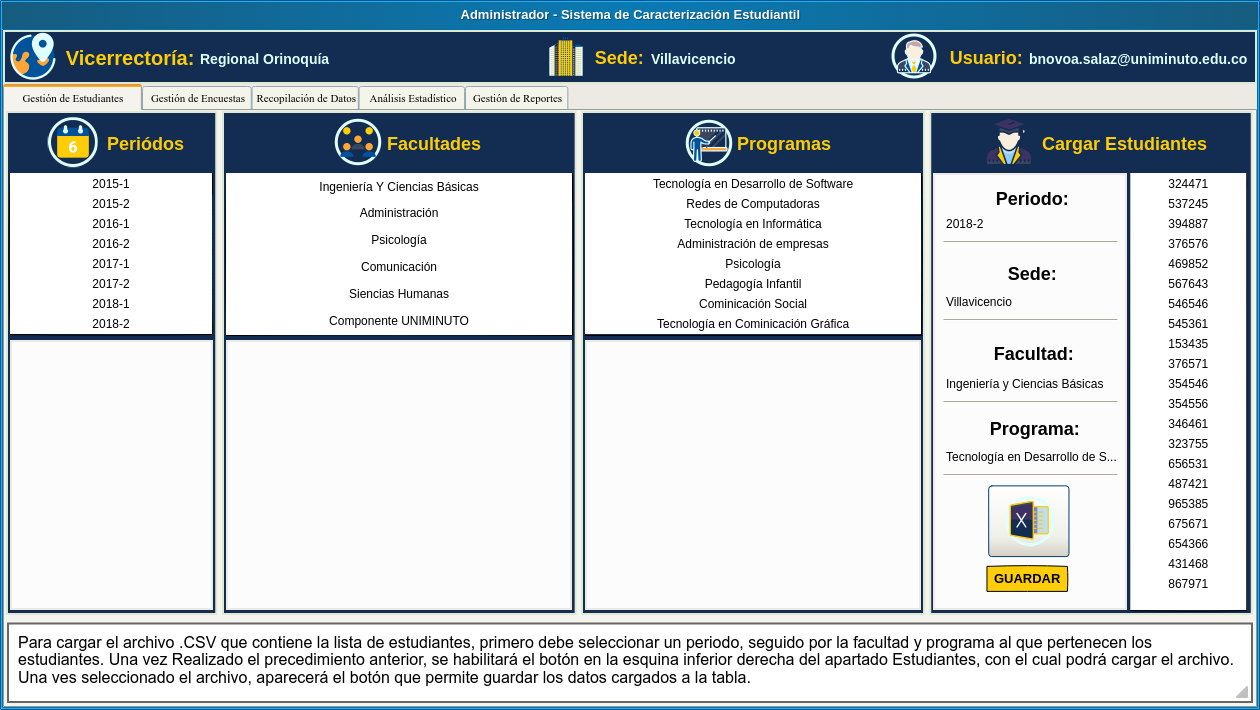 Administrador - Sistema de Caracterización Estudiantil
Vicerrectoría: Regional Orinoquía
Sede: Villavicencio
Usuario: bnovoa.salaz@uniminuto.edu.co
Gestión de Estudiantes
Gestión de Encuestas
Recopilación de Datos
Análisis Estadístico
Gestión de Reportes
6
Periódos
2015-1
2015-2
2016-1
2016-2
2017-1
2017-2
2018-1
2018-2
Facultades
Ingeniería Y Ciencias Básicas
Administración
Psicología
Comunicación
Siencias Humanas
Componente UNIMINUTO
Programas
Tecnología en Desarrollo de Software
Redes de Computadoras
Tecnología en Informática
Administración de empresas
Psicología
Pedagogía Infantil
Cominicación Social
Tecnología en Cominicación Gráfica
Cargar Estudiantes
Periodo:
2018-2
Sede:
Villavicencio
Facultad:
Ingeniería y Ciencias Básicas
Programa:
Tecnología en Desarrollo de S...
X
GUARDAR
324471
537245
394887
376576
469852
567643
546546
545361
153435
376571
354546
354556
346461
323755
656531
487421
965385
675671
654366
431468
867971
Para cargar el archivo .CSV que contiene la lista de estudiantes, primero debe seleccionar un periodo, seguido por la facultad y programa al que pertenecen los
estudiantes. Una vez Realizado el precedimiento anterior, se habilitará el botón en la esquina inferior derecha del apartado Estudiantes, con el cual podrá cargar el archivo.
Una ves seleccionado el archivo, aparecerá el botón que permite guardar los datos cargados a la tabla.